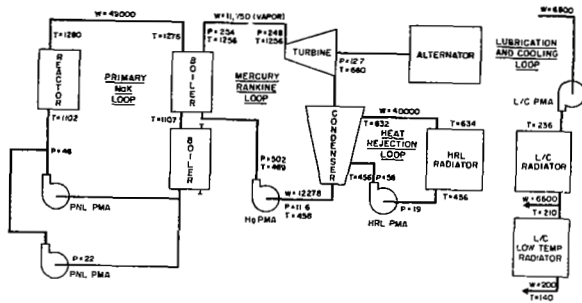 W=49000
T=1280
T=1275
REACTOR
PRIMARY
NaK
LOOP
T=1102
T=1107
BOILER
BOILER
P=46
PNL PMA
P=22
PNL PMA
W=11,750 (VAPOR)
P=254
T=1256
P=248
T=1256
TURBINE
P=127
T=660
ALTERNATOR
MERCURY
RANKINE
LOOP
P=502
T=469
Hg PMA
W=12278
P=11.6
T=456
CONDENSER
W=40000
T=632
T=634
HEAT
REJECTION
LOOP
T=456
P=56
P=19
HRL PMA
HRL
RADIATOR
T=456
LUBRICATION
AND COOLING
LOOP
W=6800
L/C PMA
T=236
L/C
RADIATOR
W=6600
T=210
L/C
LOW TEMP
RADIATOR
W=200
T=140